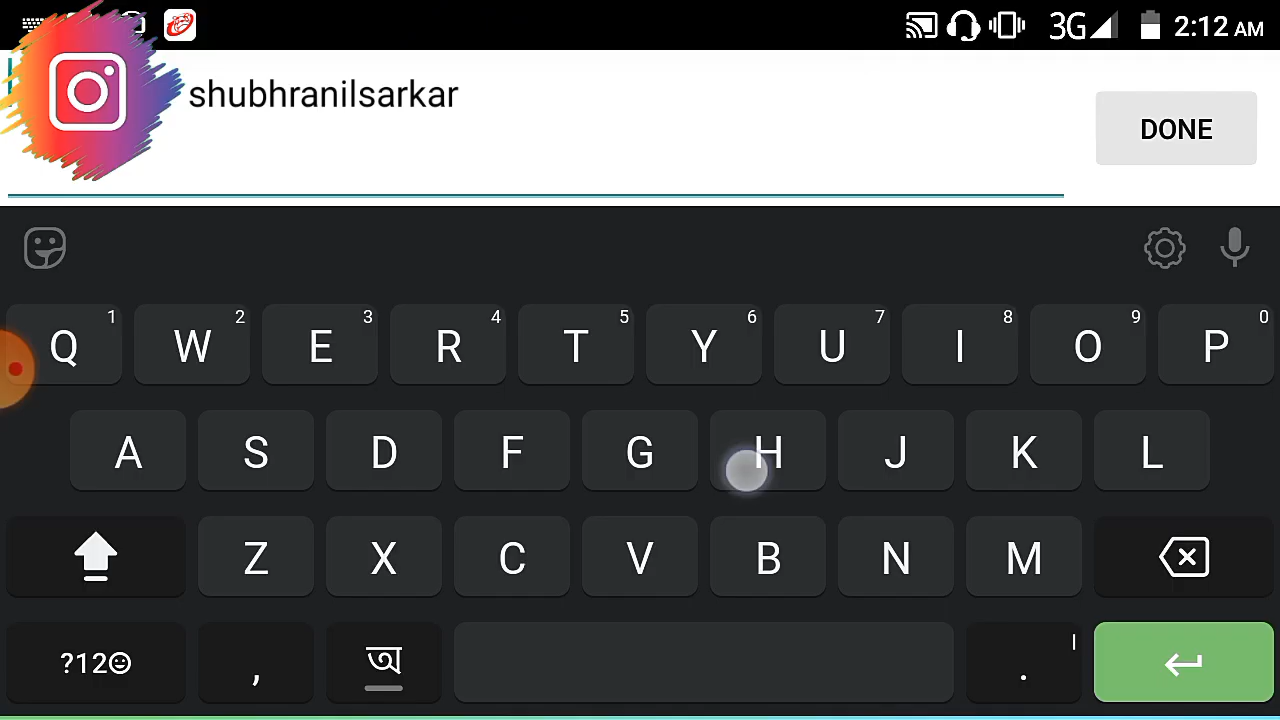 3G 2:12 AM
shubhranilsarkar
DONE
1 2 3 4 5 6 7 8 9 0
Q W E R T Y U I O P
A S D F G H J K L
Z X C V B N M
?12 , অ . |